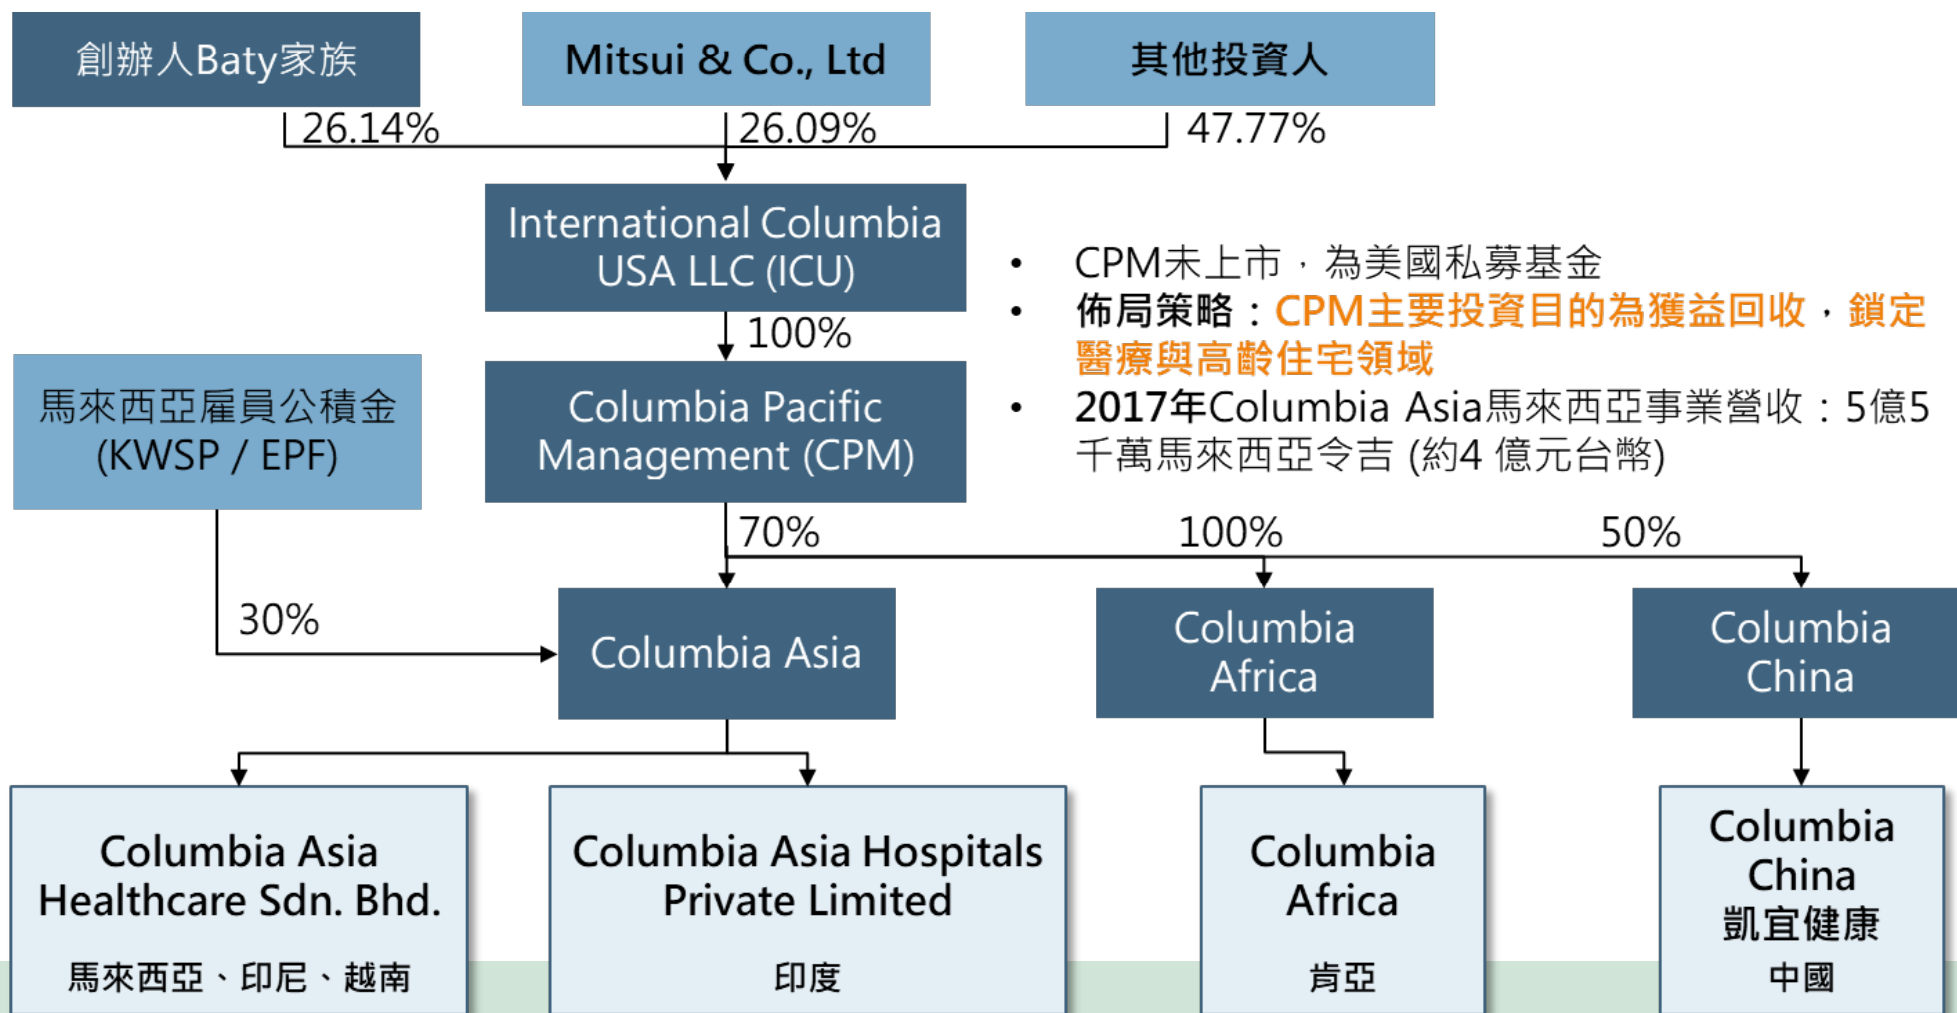 創辦人Baty家族
Mitsui & Co., Ltd
其他投資人
26.14%
26.09%
47.77%
International Columbia
USA LLC (ICU)
100%
• CPM未上市，為美國私募基金
• 佈局策略：CPM主要投資目的為獲益回收，鎖定
醫療與高齡住宅領域
• 2017年Columbia Asia馬來西亞事業營收：5億5
千萬馬來西亞令吉 (約4 億元台幣)
馬來西亞雇員公積金
(KWSP / EPF)
Columbia Pacific
Management (CPM)
70%
100%
50%
30%
Columbia Asia
Columbia
Africa
Columbia
China
Columbia Asia
Healthcare Sdn. Bhd.
馬來西亞、印尼、越南
Columbia Asia Hospitals
Private Limited
印度
Columbia
Africa
肯亞
Columbia
China
凱宜健康
中國